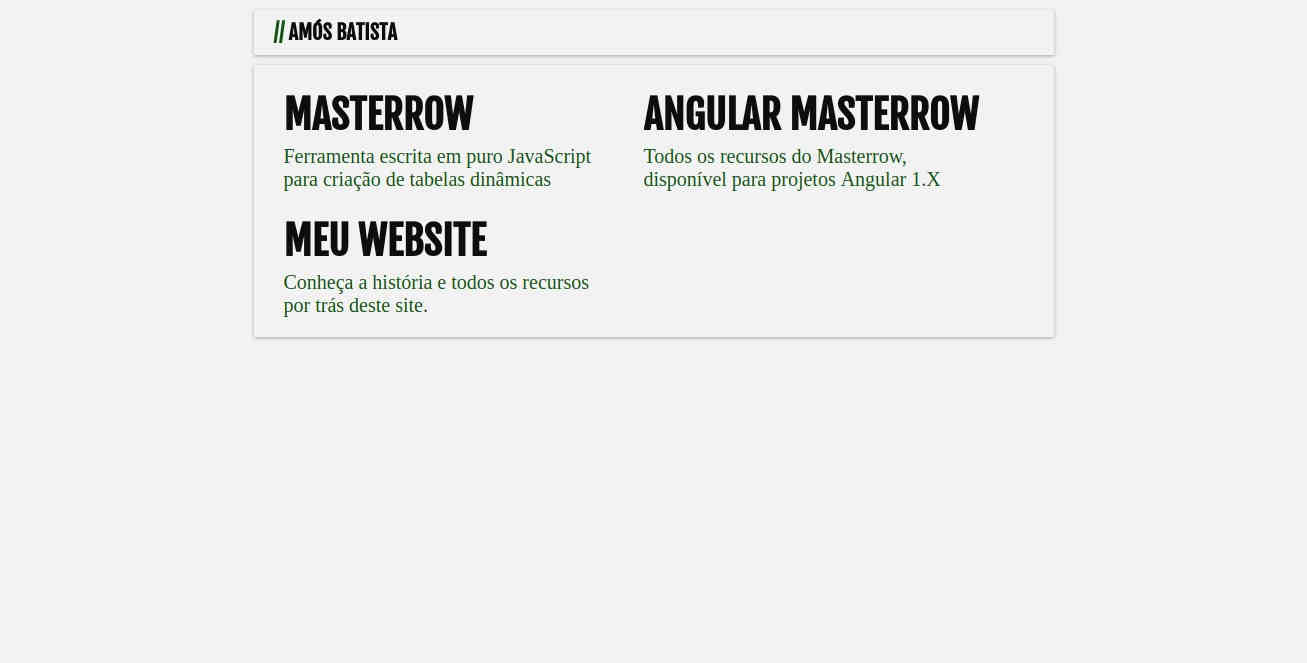 // AMÓS BATISTA
MASTERROW
Ferramenta escrita em puro JavaScript
para criação de tabelas dinâmicas
ANGULAR MASTERROW
Todos os recursos do Masterrow,
disponível para projetos Angular 1.X
MEU WEBSITE
Conheça a história e todos os recursos
por trás deste site.